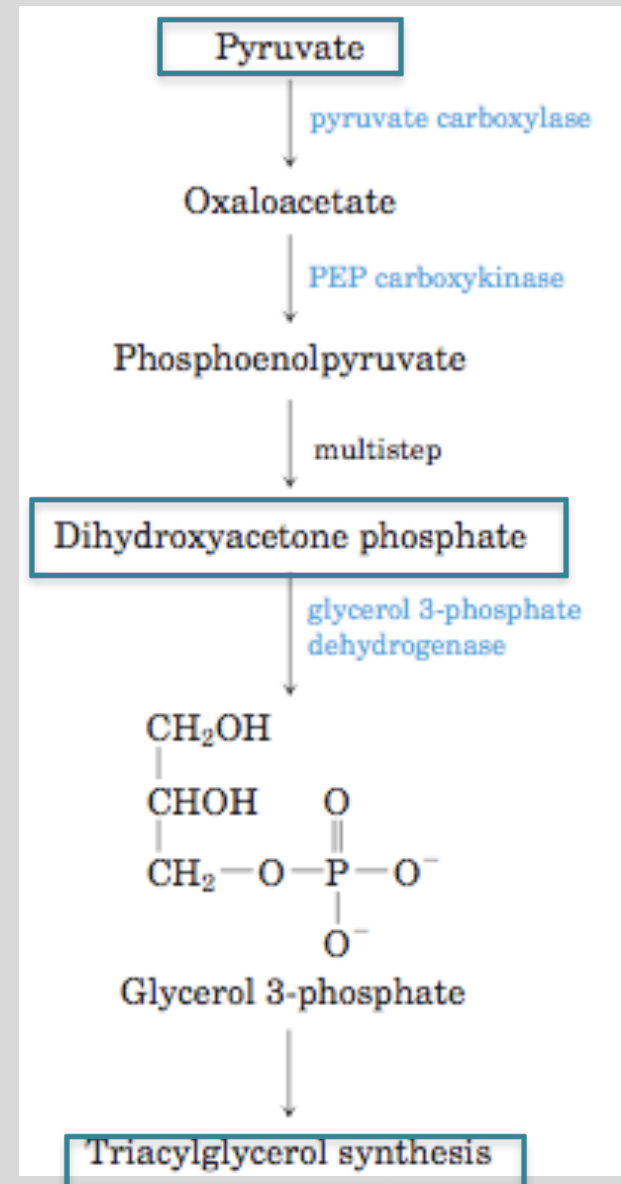 Pyruvate
pyruvate carboxylase
Oxaloacetate
PEP carboxykinase
Phosphoenolpyruvate
multistep
Dihydroxyacetone phosphate
glycerol 3-phosphate
dehydrogenase
CH₂OH
CHOH O
CH₂—O—P—O⁻
O⁻
Glycerol 3-phosphate
Triacylglycerol synthesis